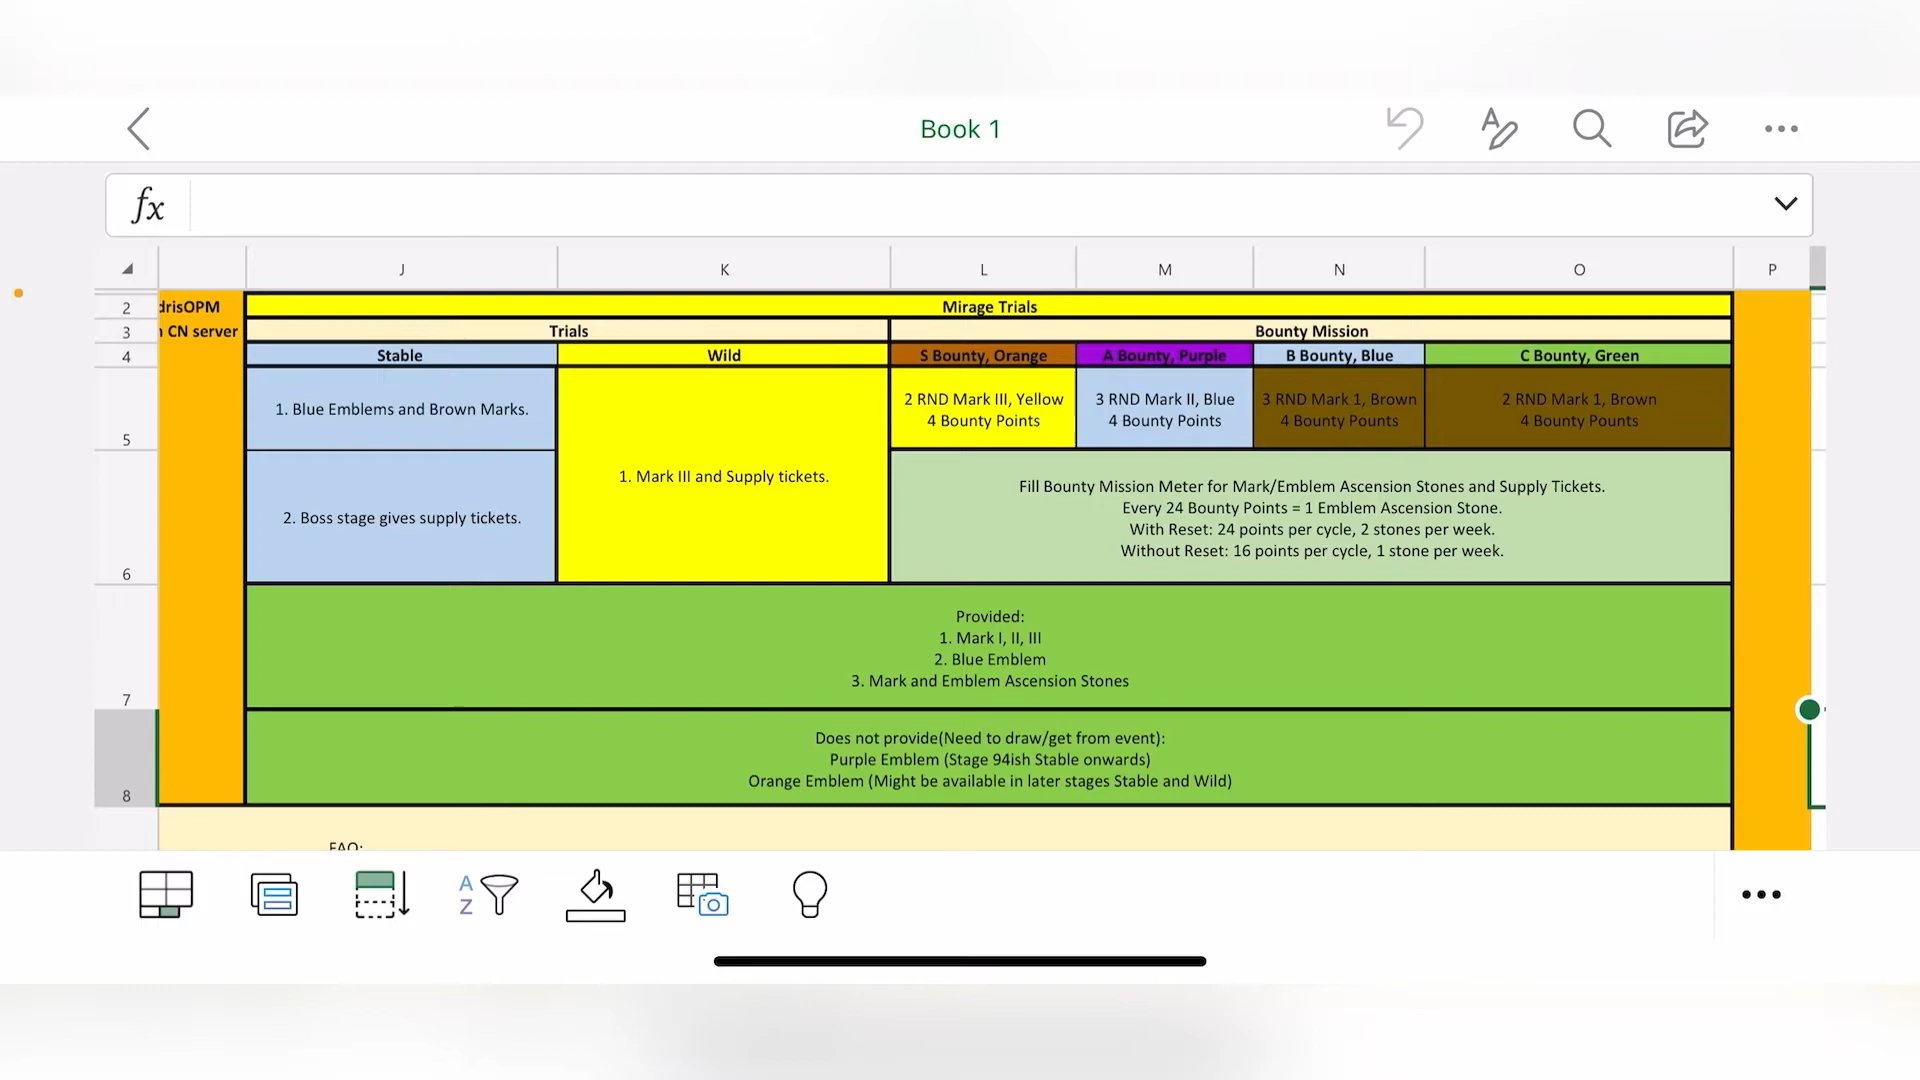 Book 1
fx
J K L M N O P
2 drisOPM Mirage Trials
3 CN server Trials Bounty Mission
4 Stable Wild S Bounty, Orange A Bounty, Purple B Bounty, Blue C Bounty, Green
1. Blue Emblems and Brown Marks.
2 RND Mark III, Yellow
4 Bounty Points
3 RND Mark II, Blue
4 Bounty Points
3 RND Mark 1, Brown
4 Bounty Pounts
2 RND Mark 1, Brown
4 Bounty Pounts
5
1. Mark III and Supply tickets.
2. Boss stage gives supply tickets.
Fill Bounty Mission Meter for Mark/Emblem Ascension Stones and Supply Tickets.
Every 24 Bounty Points = 1 Emblem Ascension Stone.
With Reset: 24 points per cycle, 2 stones per week.
Without Reset: 16 points per cycle, 1 stone per week.
6
Provided:
1. Mark I, II, III
2. Blue Emblem
3. Mark and Emblem Ascension Stones
7
Does not provide(Need to draw/get from event):
Purple Emblem (Stage 94ish Stable onwards)
Orange Emblem (Might be available in later stages Stable and Wild)
8
FAQ:
A
Z